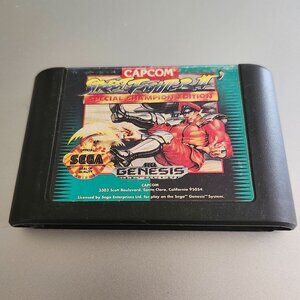 CAPCOM
STREET FIGHTER II'
SPECIAL CHAMPION EDITION
SEGA
GENESIS
CAPCOM
3303 Scott Boulevard, Santa Clara, California 95054
Licensed by Sega Enterprises Ltd. for play on the Sega™ Genesis™ System.